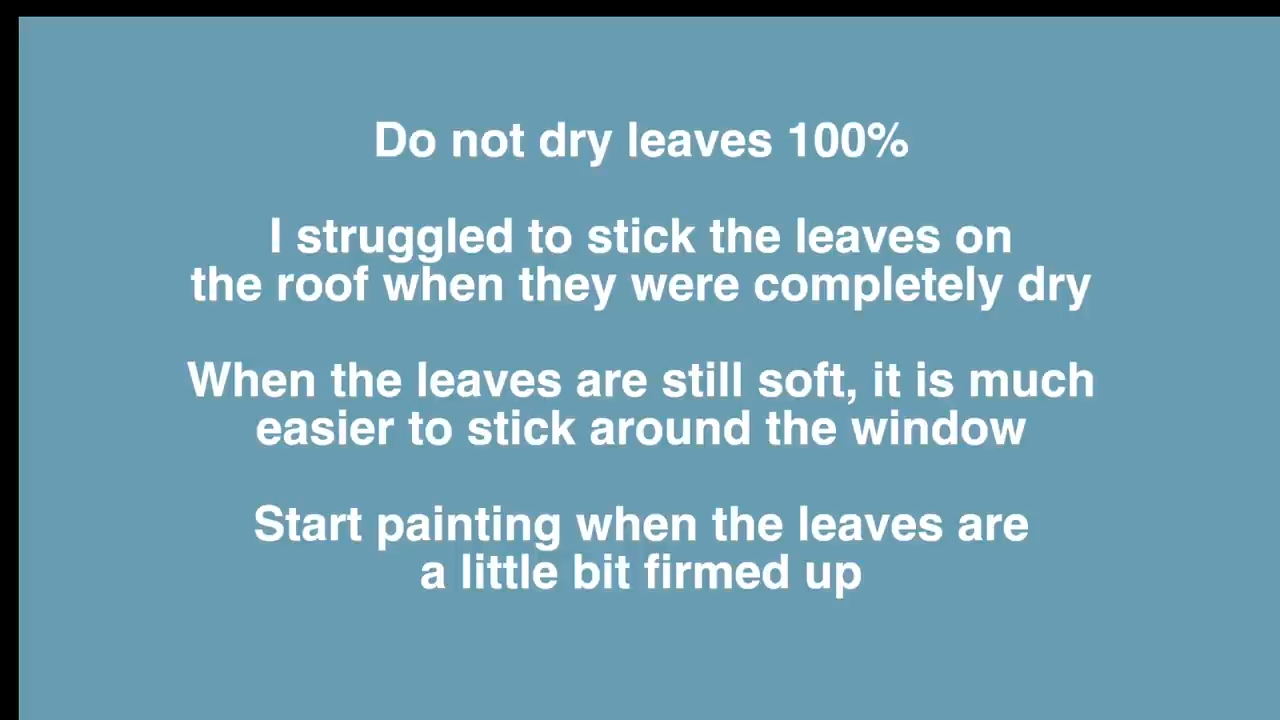 Do not dry leaves 100%
I struggled to stick the leaves on
the roof when they were completely dry
When the leaves are still soft, it is much
easier to stick around the window
Start painting when the leaves are
a little bit firmed up